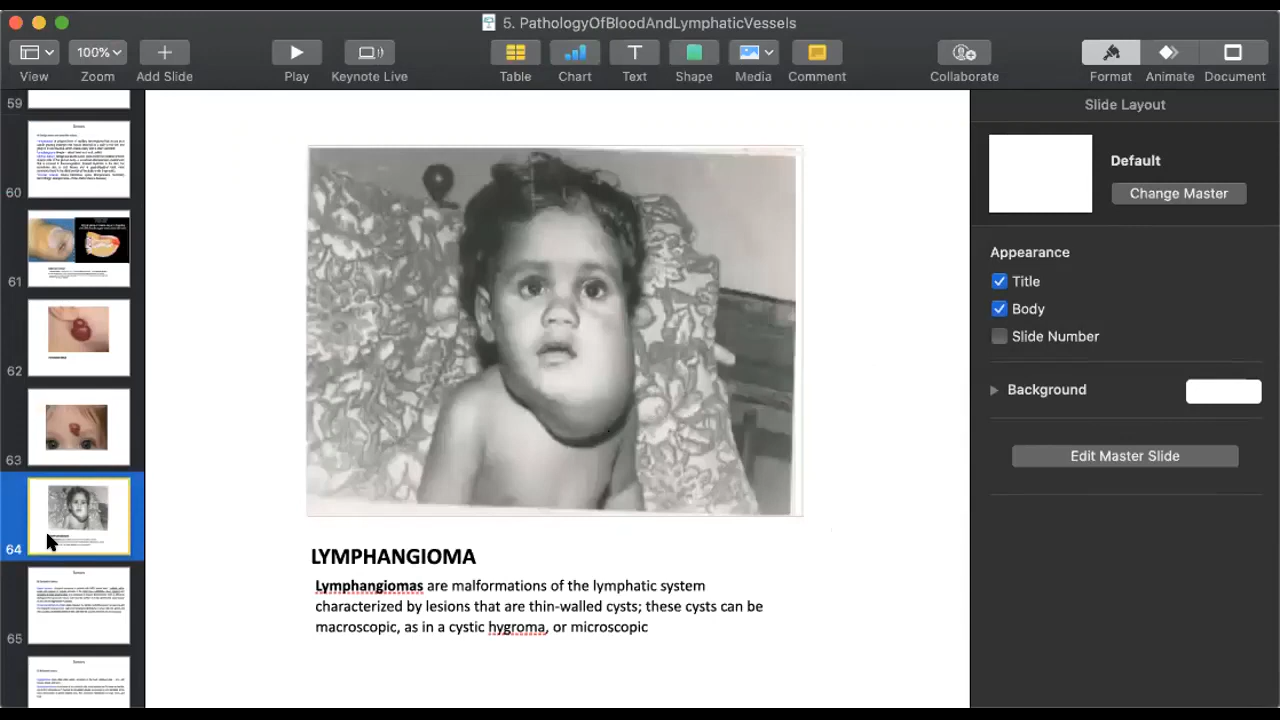 5. PathologyOfBloodAndLymphaticVessels
100%
View
Zoom
Add Slide
Play
Keynote Live
Table
Chart
Text
Shape
Media
Comment
Collaborate
Format
Animate
Document
59
60
61
62
63
64
65
LYMPHANGIOMA
Lymphangiomas are malformations of the lymphatic system
characterized by lesions that are thin-walled cysts; these cysts can be
macroscopic, as in a cystic hygroma, or microscopic
Slide Layout
Default
Change Master
Appearance
Title
Body
Slide Number
Background
Edit Master Slide